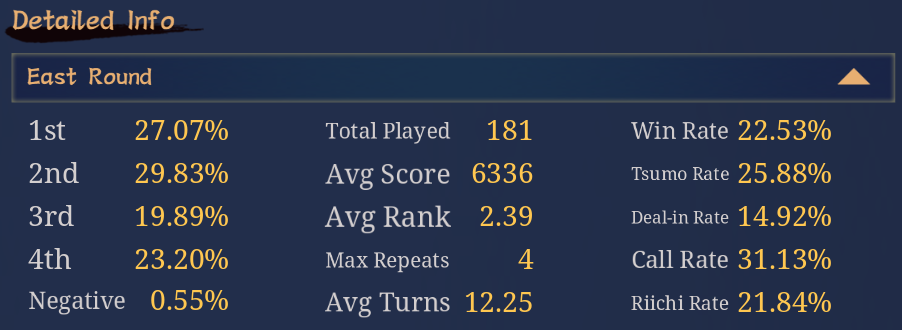 Detailed Info
East Round
1st 27.07% Total Played 181 Win Rate 22.53%
2nd 29.83% Avg Score 6336 Tsumo Rate 25.88%
3rd 19.89% Avg Rank 2.39 Deal-in Rate 14.92%
4th 23.20% Max Repeats 4 Call Rate 31.13%
Negative 0.55% Avg Turns 12.25 Riichi Rate 21.84%